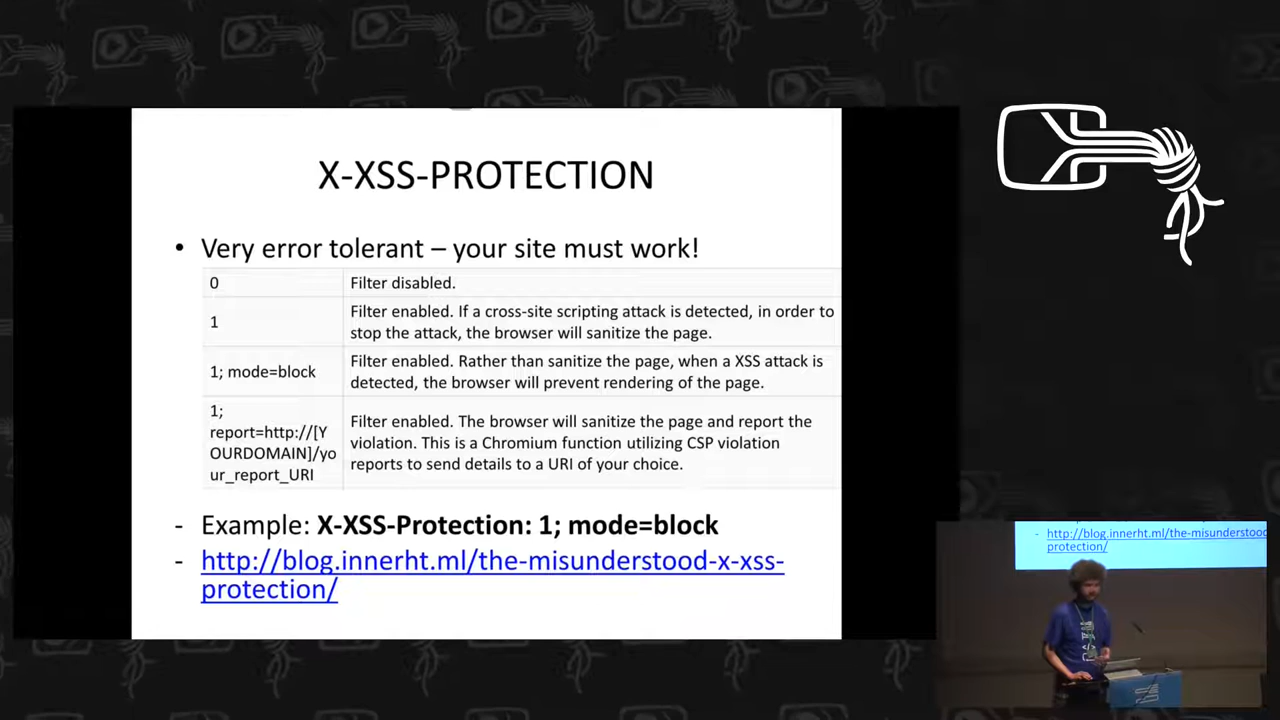 X-XSS-PROTECTION
• Very error tolerant – your site must work!
0
Filter disabled.
1
Filter enabled. If a cross-site scripting attack is detected, in order to
stop the attack, the browser will sanitize the page.
1; mode=block
Filter enabled. Rather than sanitize the page, when a XSS attack is
detected, the browser will prevent rendering of the page.
1;
report=http://[Y
OURDOMAIN]/yo
ur_report_URI
Filter enabled. The browser will sanitize the page and report the
violation. This is a Chromium function utilizing CSP violation
reports to send details to a URI of your choice.
- Example: X-XSS-Protection: 1; mode=block
- http://blog.innerht.ml/the-misunderstood-x-xss-
protection/
- http://blog.innerht.ml/the-misunderstood
protection/